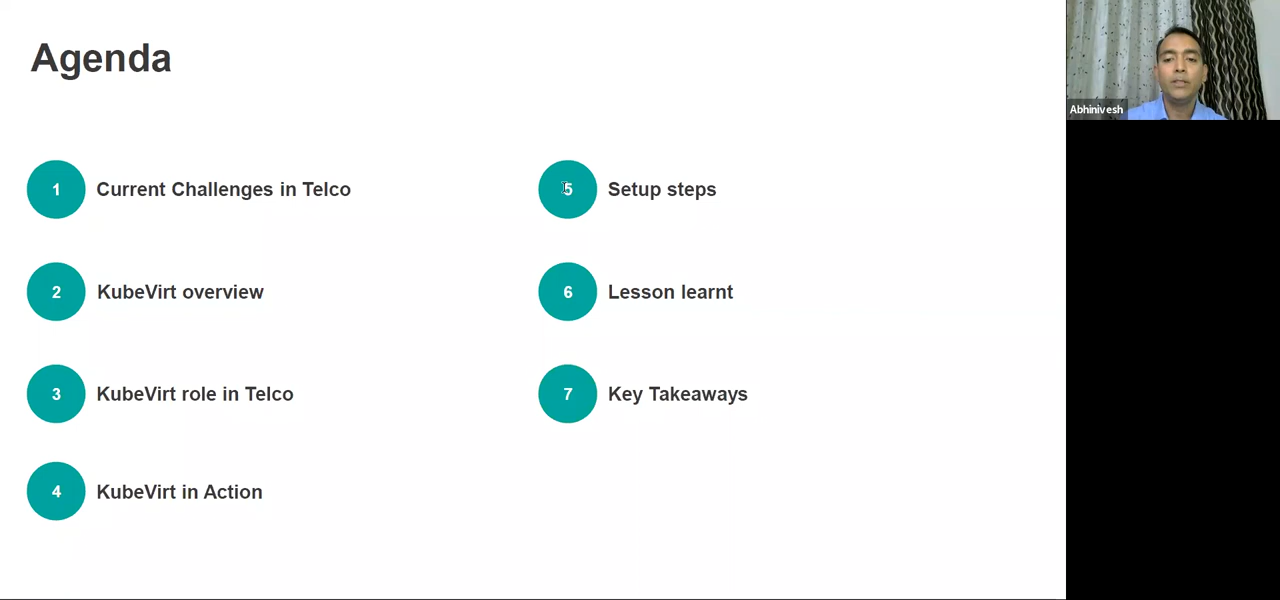 Agenda
1 Current Challenges in Telco
2 KubeVirt overview
3 KubeVirt role in Telco
4 KubeVirt in Action
5 Setup steps
6 Lesson learnt
7 Key Takeaways
Abhinivesh